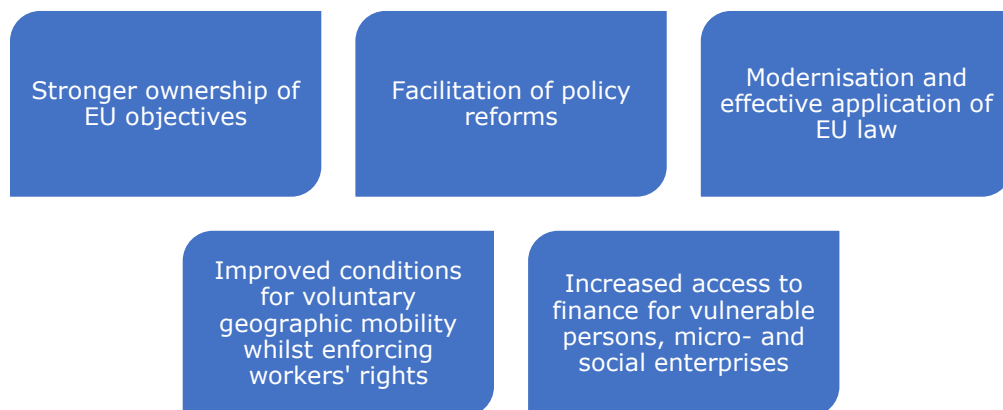 Stronger ownership of
EU objectives
Facilitation of policy
reforms
Modernisation and
effective application of
EU law
Improved conditions
for voluntary
geographic mobility
whilst enforcing
workers' rights
Increased access to
finance for vulnerable
persons, micro- and
social enterprises